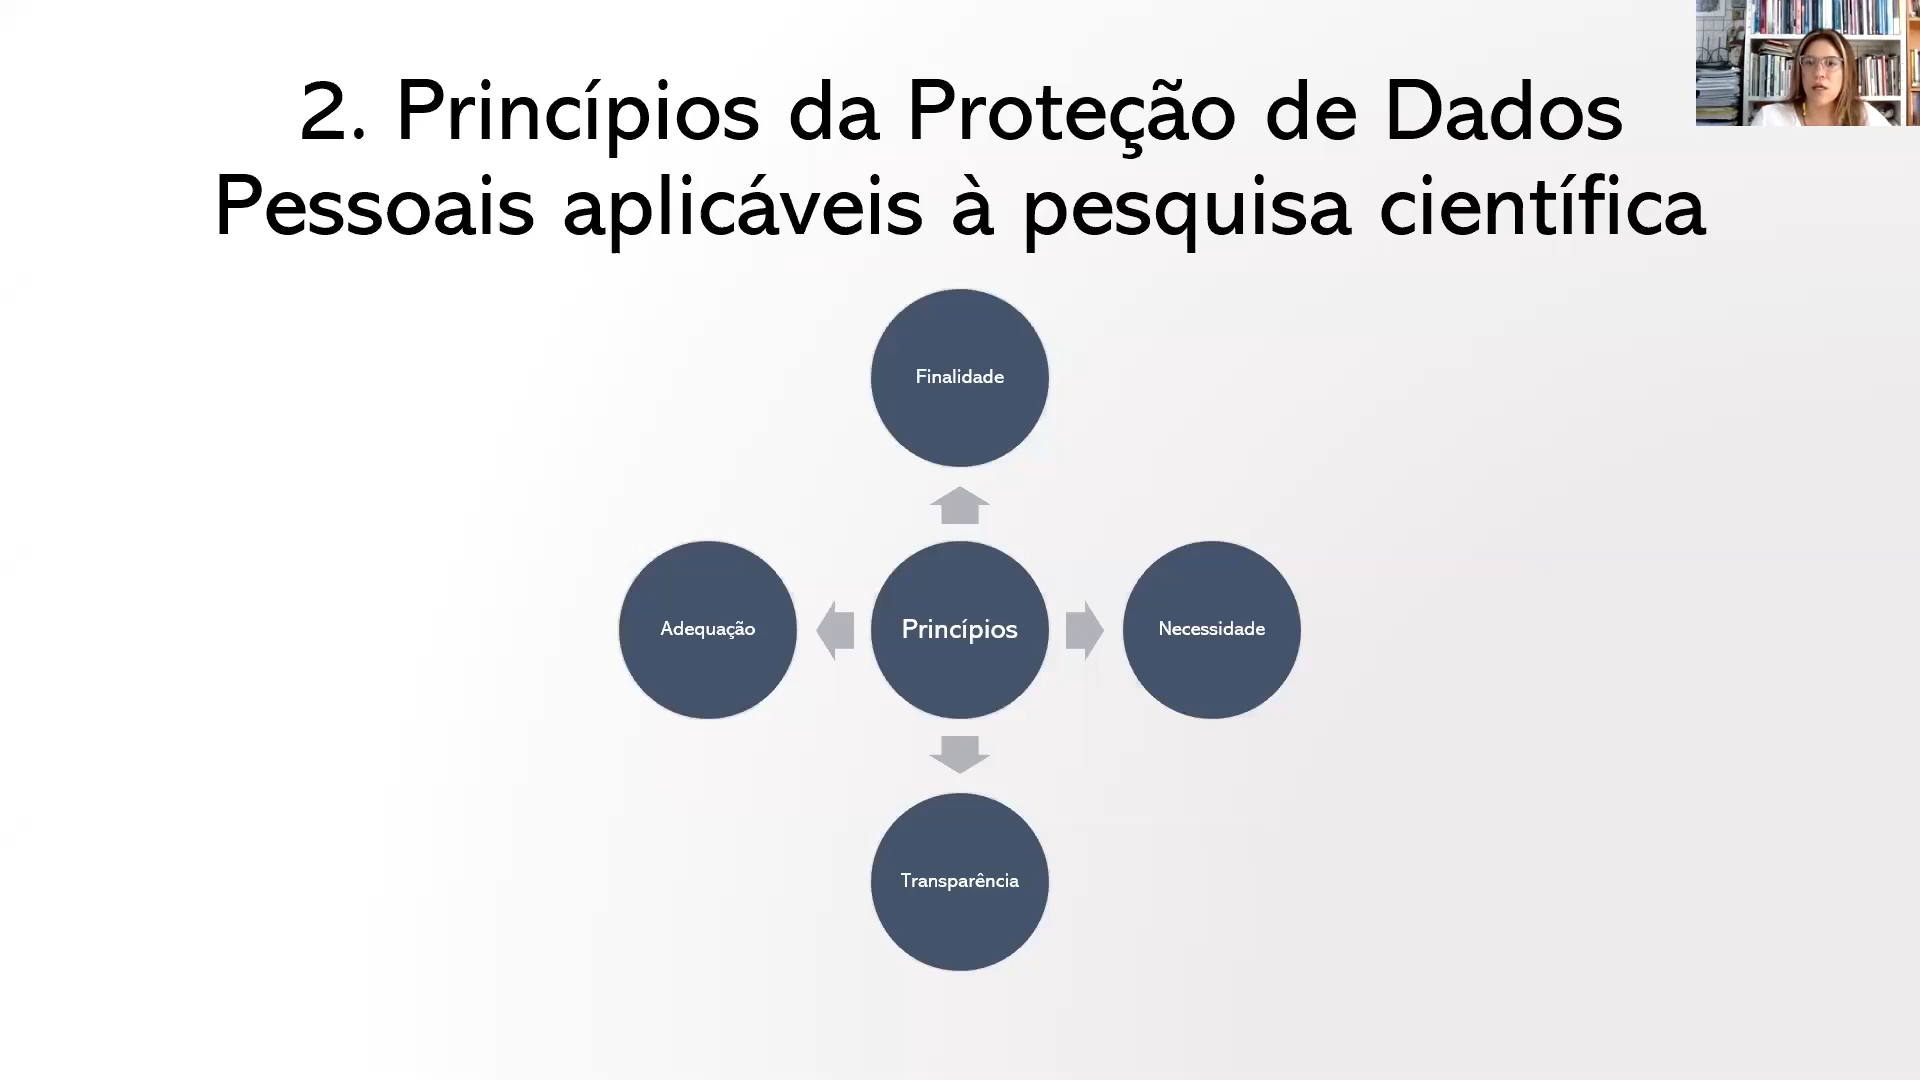 2. Princípios da Proteção de Dados
Pessoais aplicáveis à pesquisa científica
Finalidade
Adequação
Princípios
Necessidade
Transparência